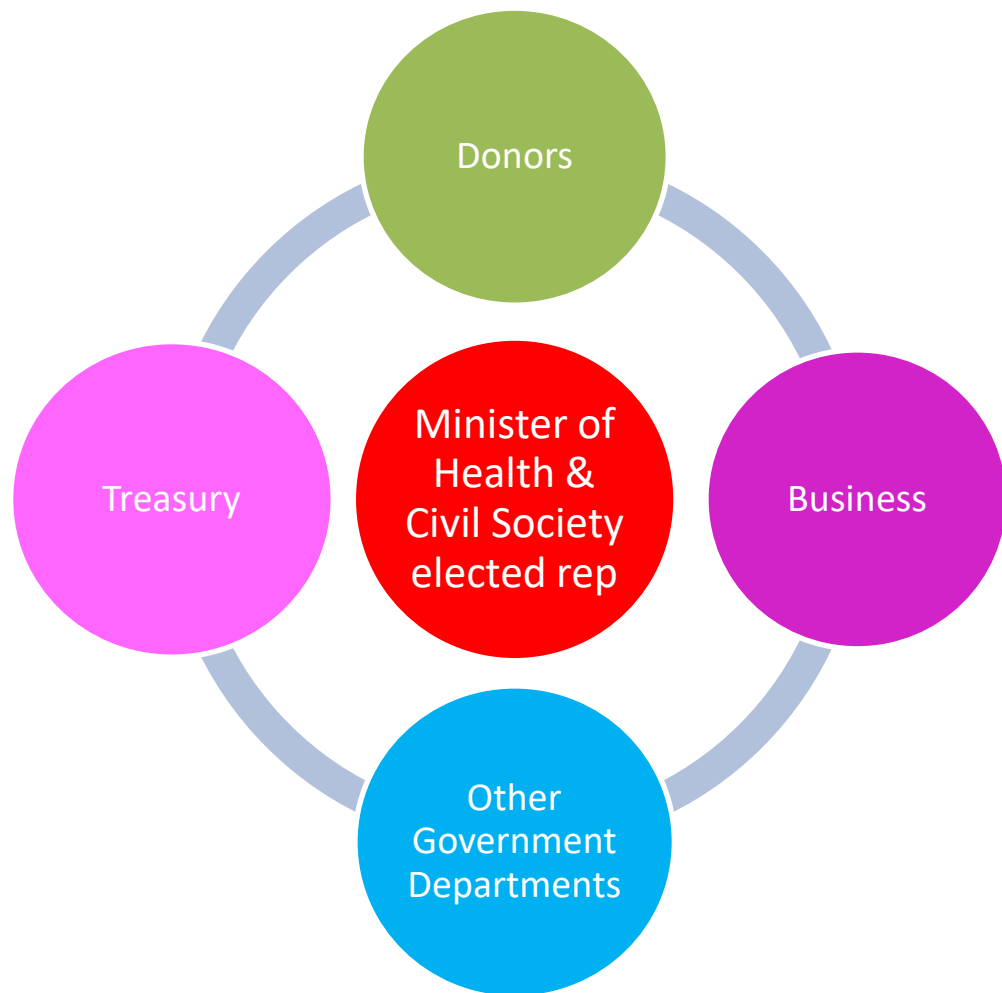 Donors
Treasury
Minister of
Health &
Civil Society
elected rep
Business
Other
Government
Departments